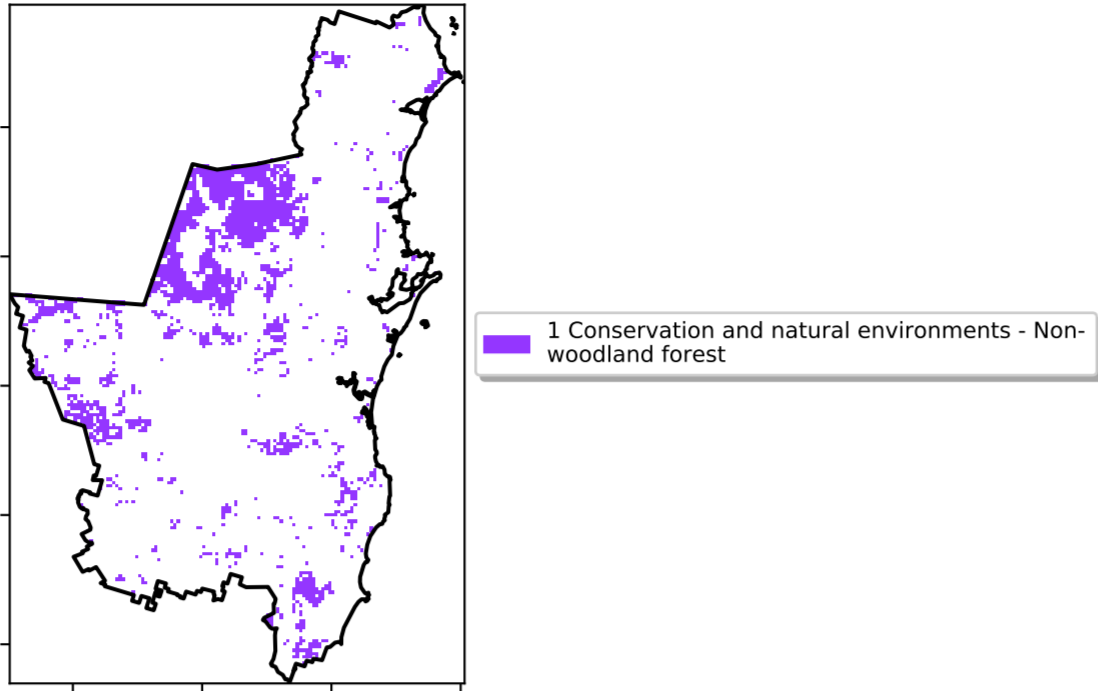 1 Conservation and natural environments - Non-
woodland forest